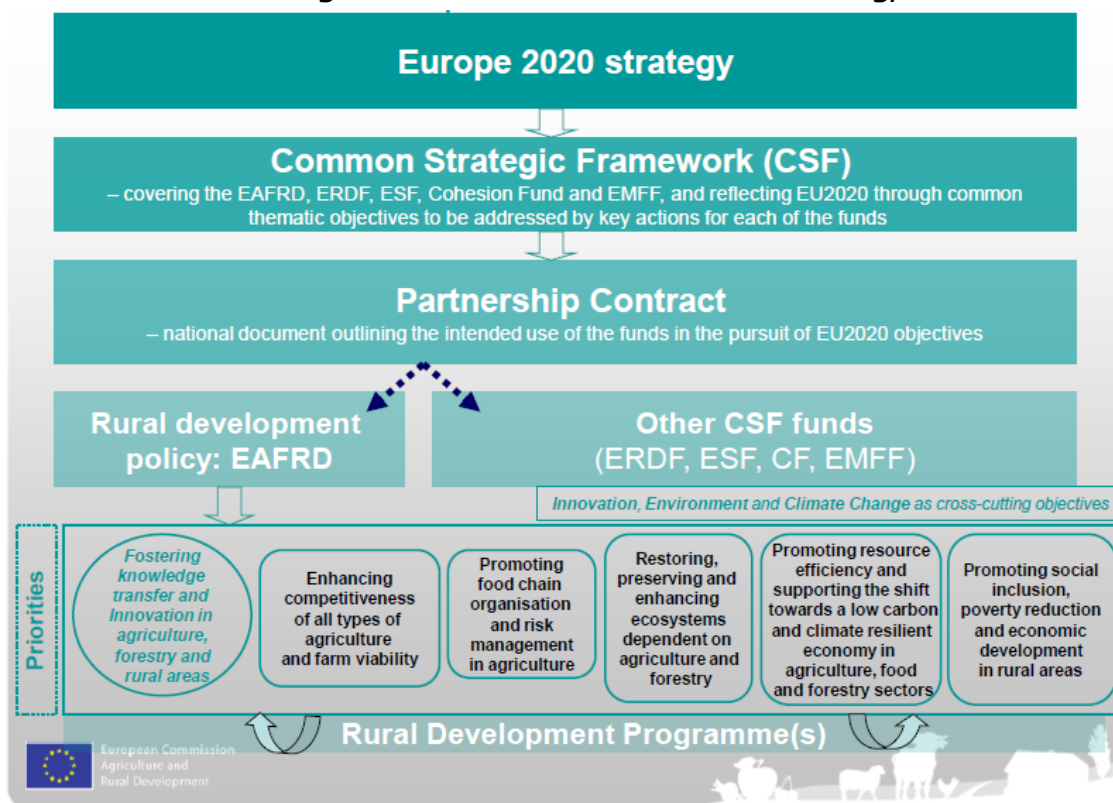 Europe 2020 strategy
Common Strategic Framework (CSF)
– covering the EAFRD, ERDF, ESF, Cohesion Fund and EMFF, and reflecting EU2020 through common
thematic objectives to be addressed by key actions for each of the funds
Partnership Contract
– national document outlining the intended use of the funds in the pursuit of EU2020 objectives
Rural development
policy: EAFRD
Other CSF funds
(ERDF, ESF, CF, EMFF)
Innovation, Environment and Climate Change as cross-cutting objectives
Priorities
Fostering
knowledge
transfer and
Innovation in
agriculture,
forestry and
rural areas
Enhancing
competitiveness
of all types of
agriculture
and farm viability
Promoting
food chain
organisation
and risk
management
in agriculture
Restoring,
preserving and
enhancing
ecosystems
dependent on
agriculture and
forestry
Promoting resource
efficiency and
supporting the shift
towards a low carbon
and climate resilient
economy in
agriculture, food
and forestry sectors
Promoting social
inclusion,
poverty reduction
and economic
development
in rural areas
Rural Development Programme(s)
European Commission
Agriculture and
Rural Development